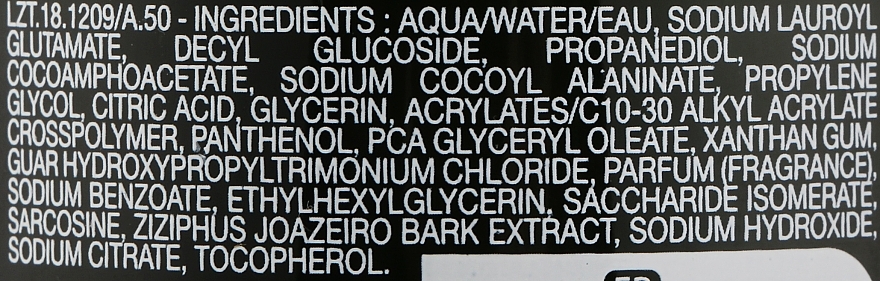 LZT.18.1209/A.50 - INGREDIENTS : AQUA/WATER/EAU, SODIUM LAUROYL
GLUTAMATE, DECYL GLUCOSIDE, PROPANEDIOL, SODIUM
COCOAMPHOACETATE, SODIUM COCOYL ALANINATE, PROPYLENE
GLYCOL, CITRIC ACID, GLYCERIN, ACRYLATES/C10-30 ALKYL ACRYLATE
CROSSPOLYMER, PANTHENOL, PCA GLYCERYL OLEATE, XANTHAN GUM,
GUAR HYDROXYPROPYLTRIMONIUM CHLORIDE, PARFUM (FRAGRANCE),
SODIUM BENZOATE, ETHYLHEXYLGLYCERIN, SACCHARIDE ISOMERATE,
SARCOSINE, ZIZIPHUS JOAZEIRO BARK EXTRACT, SODIUM HYDROXIDE,
SODIUM CITRATE, TOCOPHEROL.